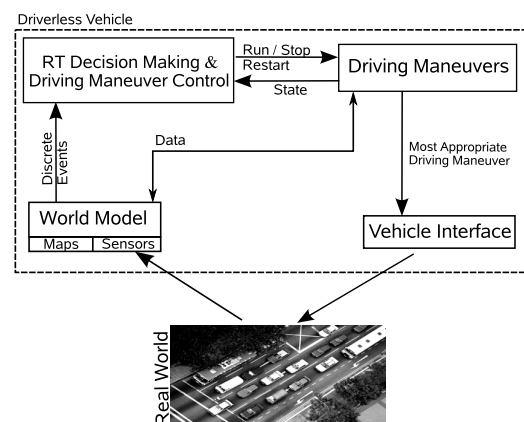 Driverless Vehicle
RT Decision Making &
Driving Maneuver Control
Run / Stop
Restart
State
Driving Maneuvers
Discrete
Events
Data
Most Appropriate
Driving Maneuver
World Model
Maps
Sensors
Vehicle Interface
Real World